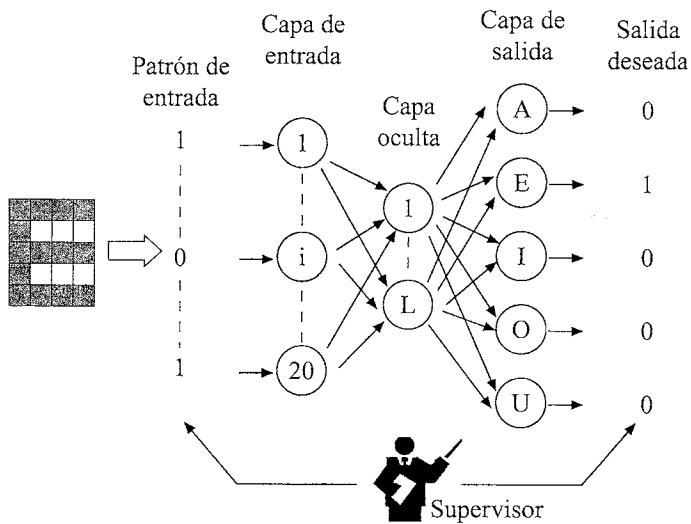 Patrón de
entrada
Capa de
entrada
Capa
oculta
Capa de
salida
Salida
deseada
1
0
1
1
i
20
1
L
A
E
I
O
U
0
1
0
0
0
Supervisor